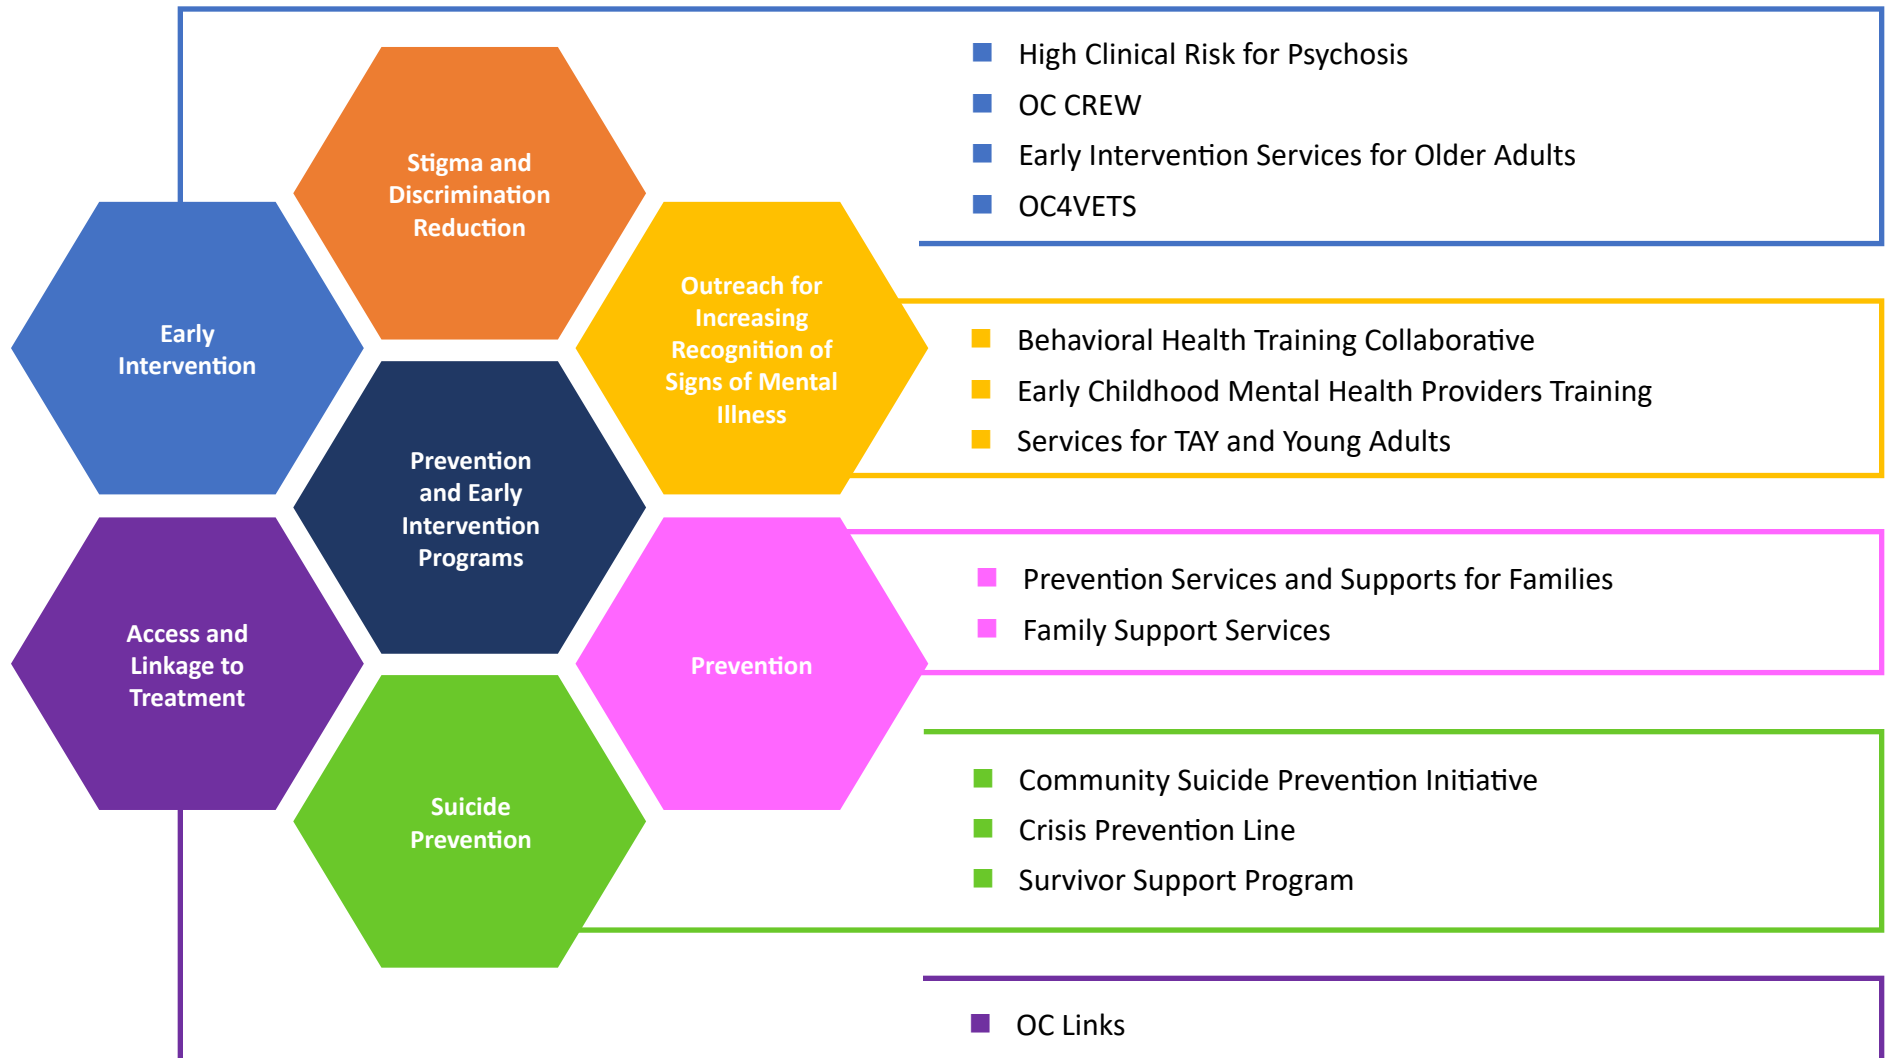 Stigma and
Discrimination
Reduction
Early
Intervention
Outreach for
Increasing
Recognition of
Signs of Mental
Illness
Prevention
and Early
Intervention
Programs
Access and
Linkage to
Treatment
Prevention
Suicide
Prevention
High Clinical Risk for Psychosis
OC CREW
Early Intervention Services for Older Adults
OC4VETS
Behavioral Health Training Collaborative
Early Childhood Mental Health Providers Training
Services for TAY and Young Adults
Prevention Services and Supports for Families
Family Support Services
Community Suicide Prevention Initiative
Crisis Prevention Line
Survivor Support Program
OC Links